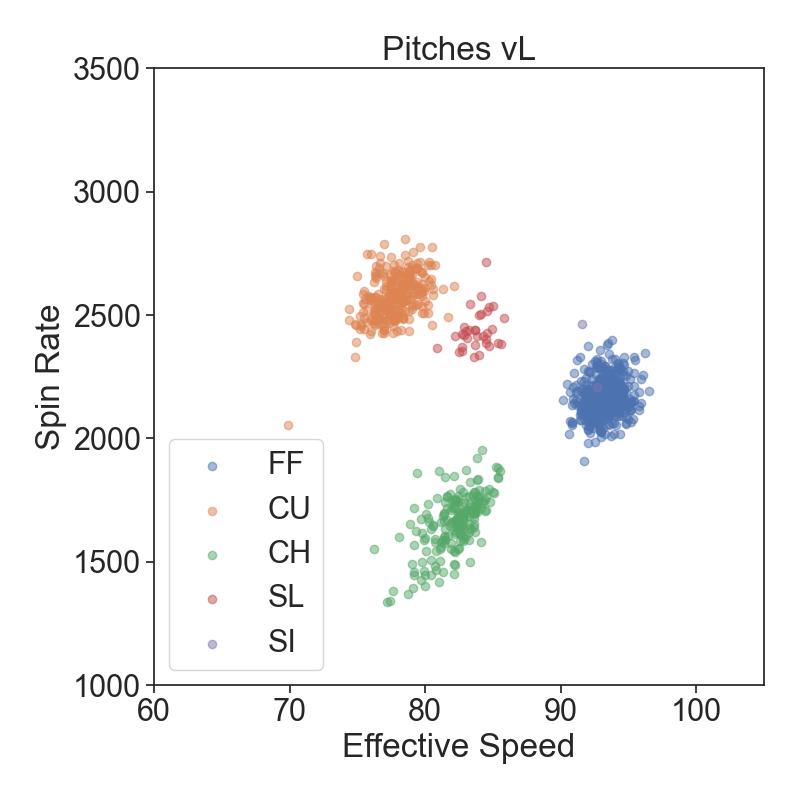 Pitches vL
3500
3000
2500
2000
1500
1000
Spin Rate
FF
CU
CH
SL
SI
60 70 80 90 100
Effective Speed